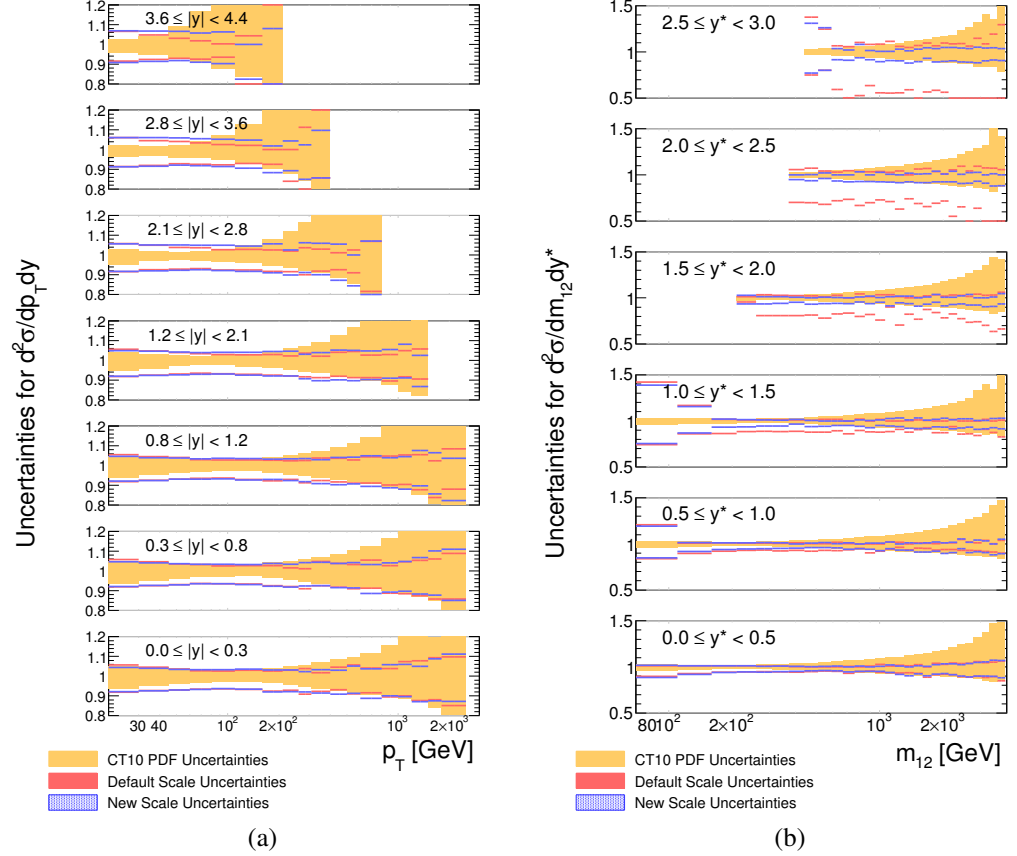 Uncertainties for d²σ/dp_T dy
1.2
3.6 ≤ |y| < 4.4
1.1
1
0.9
0.8
1.2
2.8 ≤ |y| < 3.6
1.1
1
0.9
0.8
1.2
2.1 ≤ |y| < 2.8
1.1
1
0.9
0.8
1.2
1.2 ≤ |y| < 2.1
1.1
1
0.9
0.8
1.2
0.8 ≤ |y| < 1.2
1.1
1
0.9
0.8
1.2
0.3 ≤ |y| < 0.8
1.1
1
0.9
0.8
1.2
0.0 ≤ |y| < 0.3
1.1
1
0.9
0.8
30 40 10² 2×10² 10³ 2×10³
p_T [GeV]
CT10 PDF Uncertainties
Default Scale Uncertainties
New Scale Uncertainties
(a)
Uncertainties for d²σ/dm₁₂dy*
1.5
2.5 ≤ y* < 3.0
1
0.5
1.5
2.0 ≤ y* < 2.5
1
0.5
1.5
1.5 ≤ y* < 2.0
1
0.5
1.5
1.0 ≤ y* < 1.5
1
0.5
1.5
0.5 ≤ y* < 1.0
1
0.5
1.5
0.0 ≤ y* < 0.5
1
0.5
80 10² 2×10² 10³ 2×10³
m₁₂ [GeV]
CT10 PDF Uncertainties
Default Scale Uncertainties
New Scale Uncertainties
(b)